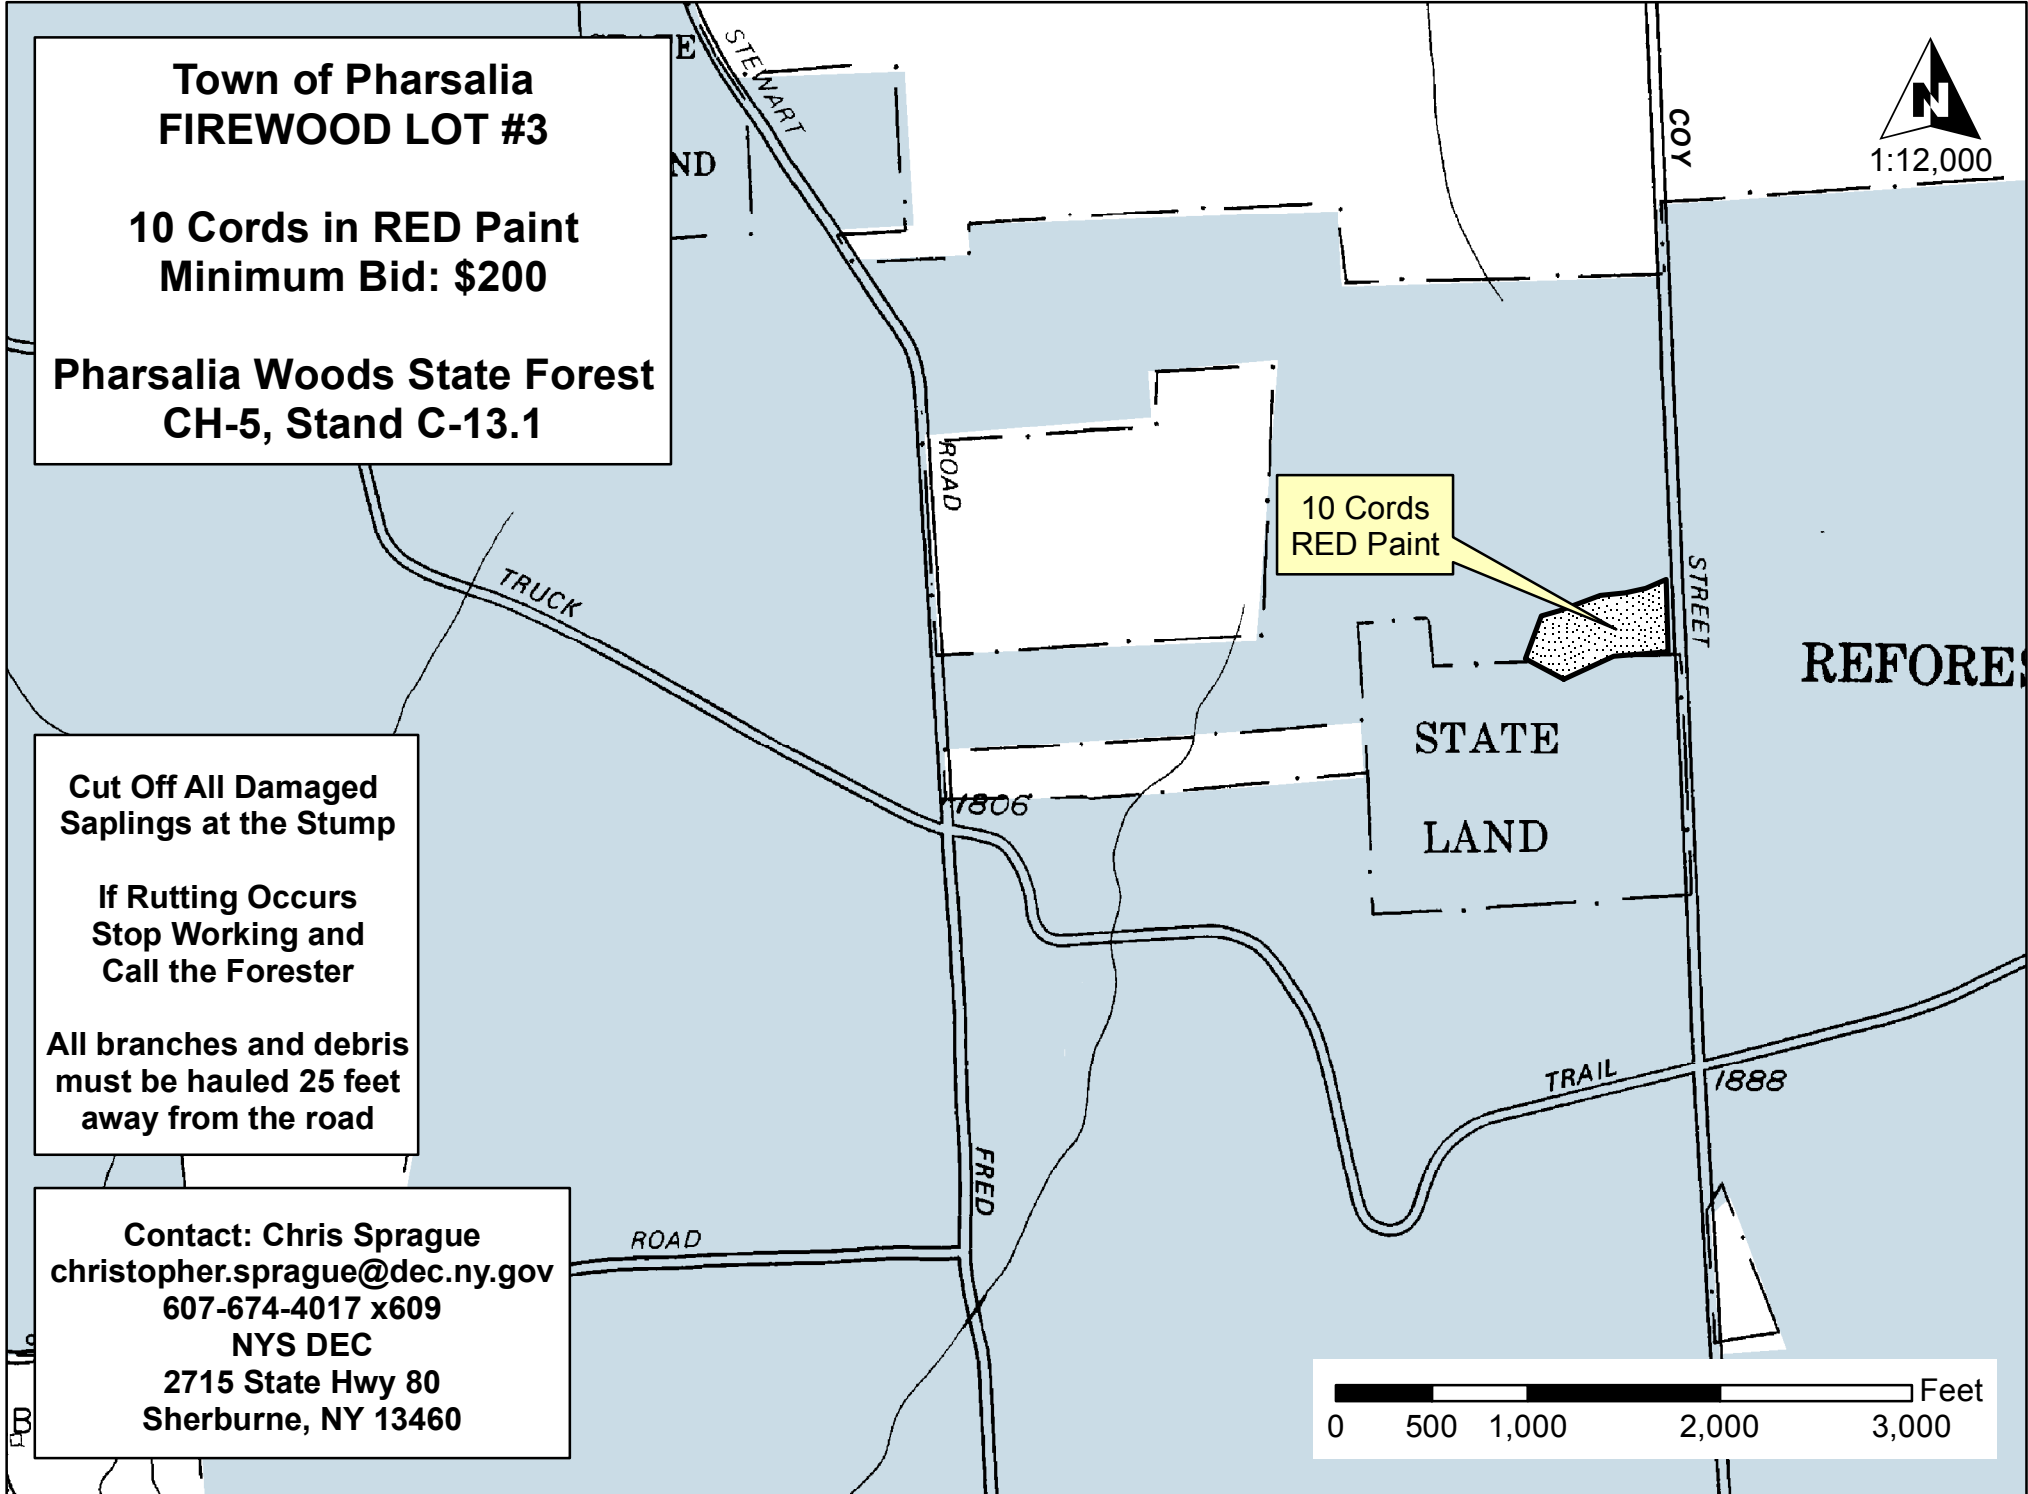 Town of Pharsalia
FIREWOOD LOT #3
10 Cords in RED Paint
Minimum Bid: $200
Pharsalia Woods State Forest
CH-5, Stand C-13.1
STEWART
COY
N
1:12,000
ROAD
10 Cords
RED Paint
TRUCK
STREET
STATE
LAND
1806
Cut Off All Damaged
Saplings at the Stump
If Rutting Occurs
Stop Working and
Call the Forester
All branches and debris
must be hauled 25 feet
away from the road
TRAIL
1888
FRED
ROAD
Contact: Chris Sprague
christopher.sprague@dec.ny.gov
607-674-4017 x609
NYS DEC
2715 State Hwy 80
Sherburne, NY 13460
Feet
0 500 1,000 2,000 3,000